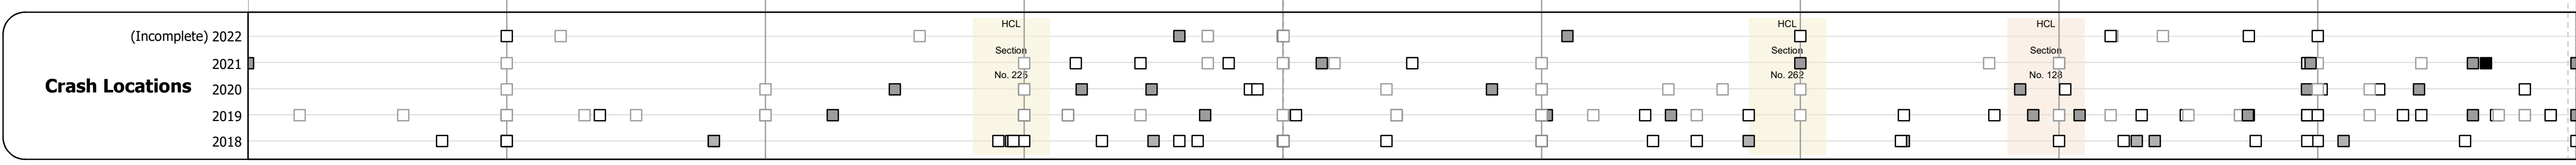 Crash Locations
(Incomplete) 2022
2021
2020
2019
2018
HCL
Section
No. 225
HCL
Section
No. 262
HCL
Section
No. 128